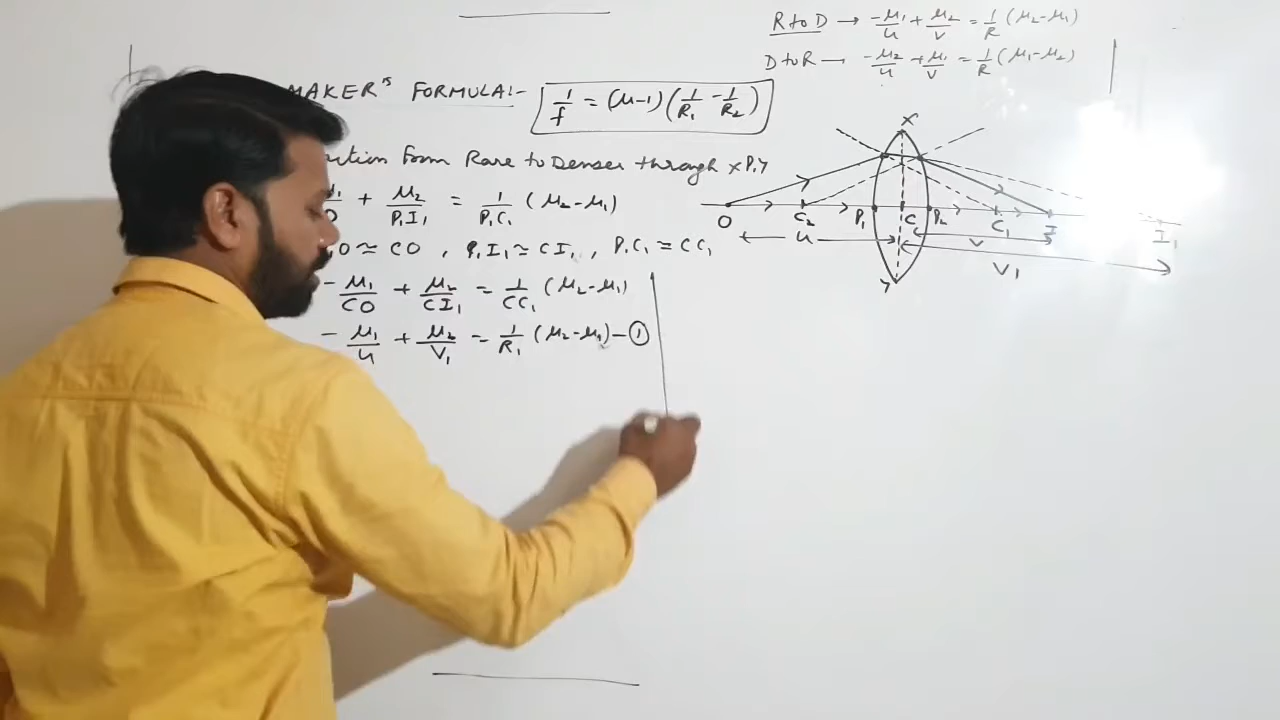 R to D → -μ₁/u + μ₂/v = 1/R (μ₂-μ₁)
D to R → -μ₂/u + μ₁/v = 1/R (μ₁-μ₂)
MAKER'S FORMULA:- 1/f = (μ-1)(1/R₁ - 1/R₂)
from Rare to Denser through XP₁Y
+ μ₂/P₁I₁ = 1/P₁C₁ (μ₂-μ₁)
O ≈ CO , P₁I₁ ≈ CI₁ , P₁C₁ ≈ CC₁
- μ₁/CO + μ₂/CI₁ = 1/CC₁ (μ₂-μ₁)
- μ₁/u + μ₂/V₁ = 1/R₁ (μ₂-μ₁) - ①
X
O C₂ P₁ C P₂ C₁ I I₁
u V
V₁
Y